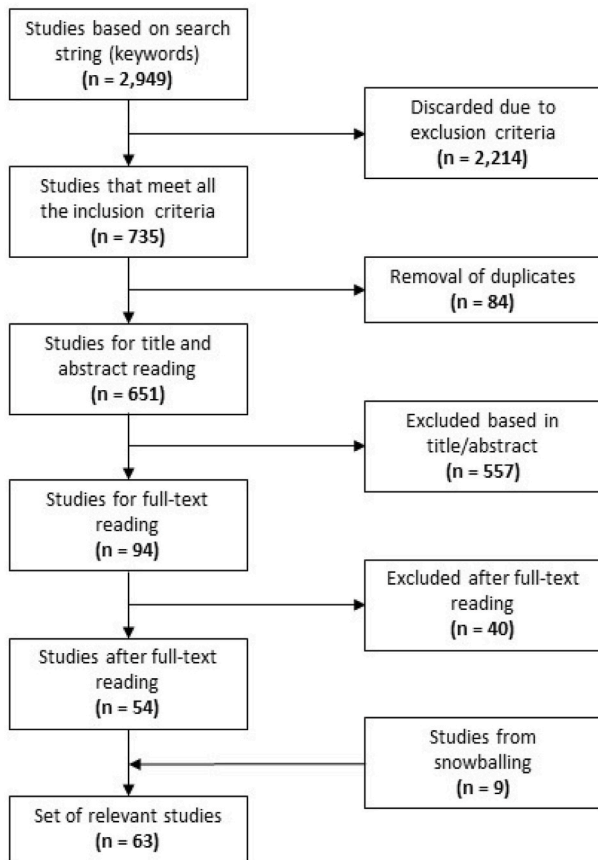 Studies based on search
string (keywords)
(n = 2,949)
Discarded due to
exclusion criteria
(n = 2,214)
Studies that meet all
the inclusion criteria
(n = 735)
Removal of duplicates
(n = 84)
Studies for title and
abstract reading
(n = 651)
Excluded based in
title/abstract
(n = 557)
Studies for full-text
reading
(n = 94)
Excluded after full-text
reading
(n = 40)
Studies after full-text
reading
(n = 54)
Studies from
snowballing
(n = 9)
Set of relevant studies
(n = 63)